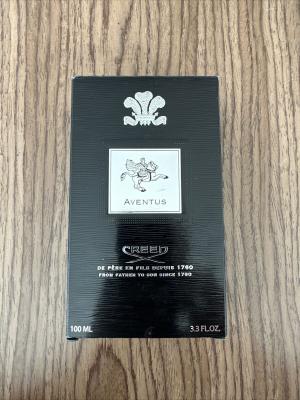 AVENTUS
CREED
DE PÈRE EN FILS DEPUIS 1760
FROM FATHER TO SON SINCE 1760
100 ML 3.3 FL.OZ.